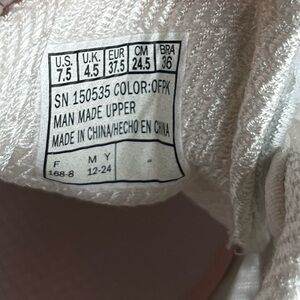 U.S. U.K. EUR CM BRA
7.5 4.5 37.5 24.5 36
SN 150535 COLOR:OFPK
MAN MADE UPPER
MADE IN CHINA/HECHO EN CHINA
F M Y -
168-8 12-24